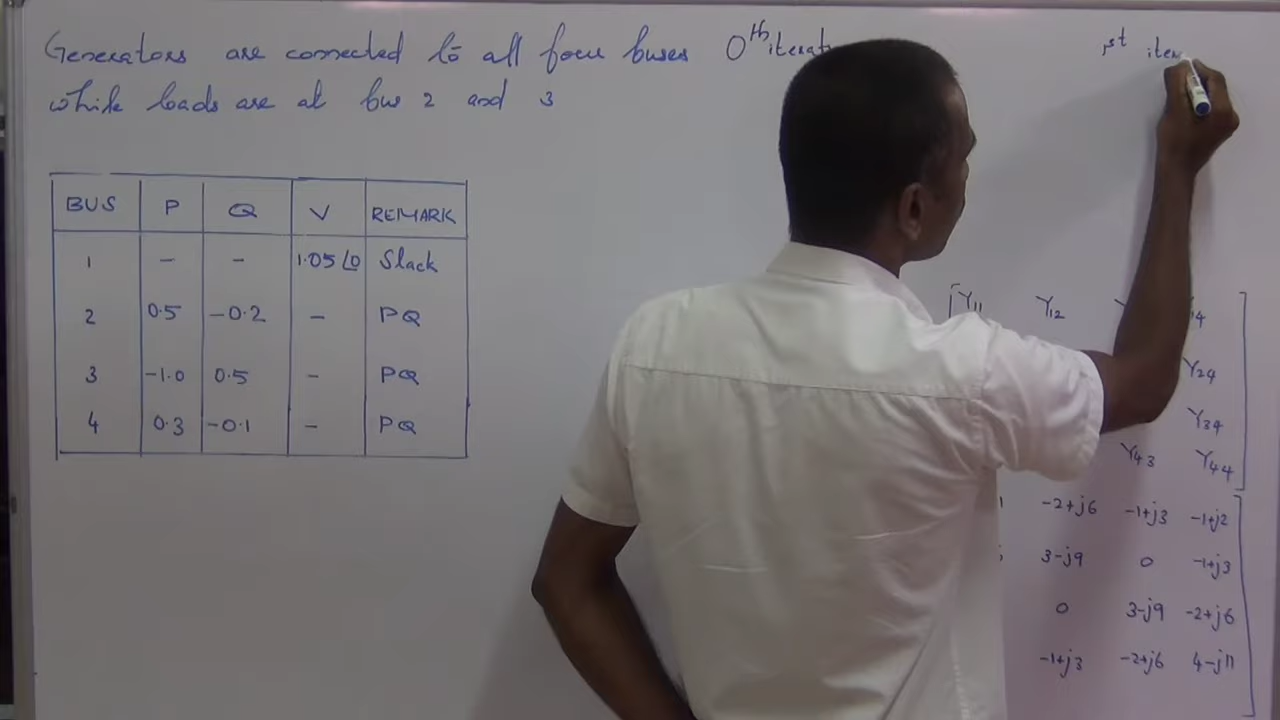 Generators are connected to all four buses
while loads are at bus 2 and 3
0th iterat
1st iter
BUS P Q V REMARK
1 - - 1.05∠0 Slack
2 0.5 -0.2 - PQ
3 -1.0 0.5 - PQ
4 0.3 -0.1 - PQ
Y11 Y12
Y24
Y34
Y43 Y44
-2+j6 -1+j3 -1+j2
3-j9 0 -1+j3
0 3-j9 -2+j6
-1+j3 -2+j6 4-j11